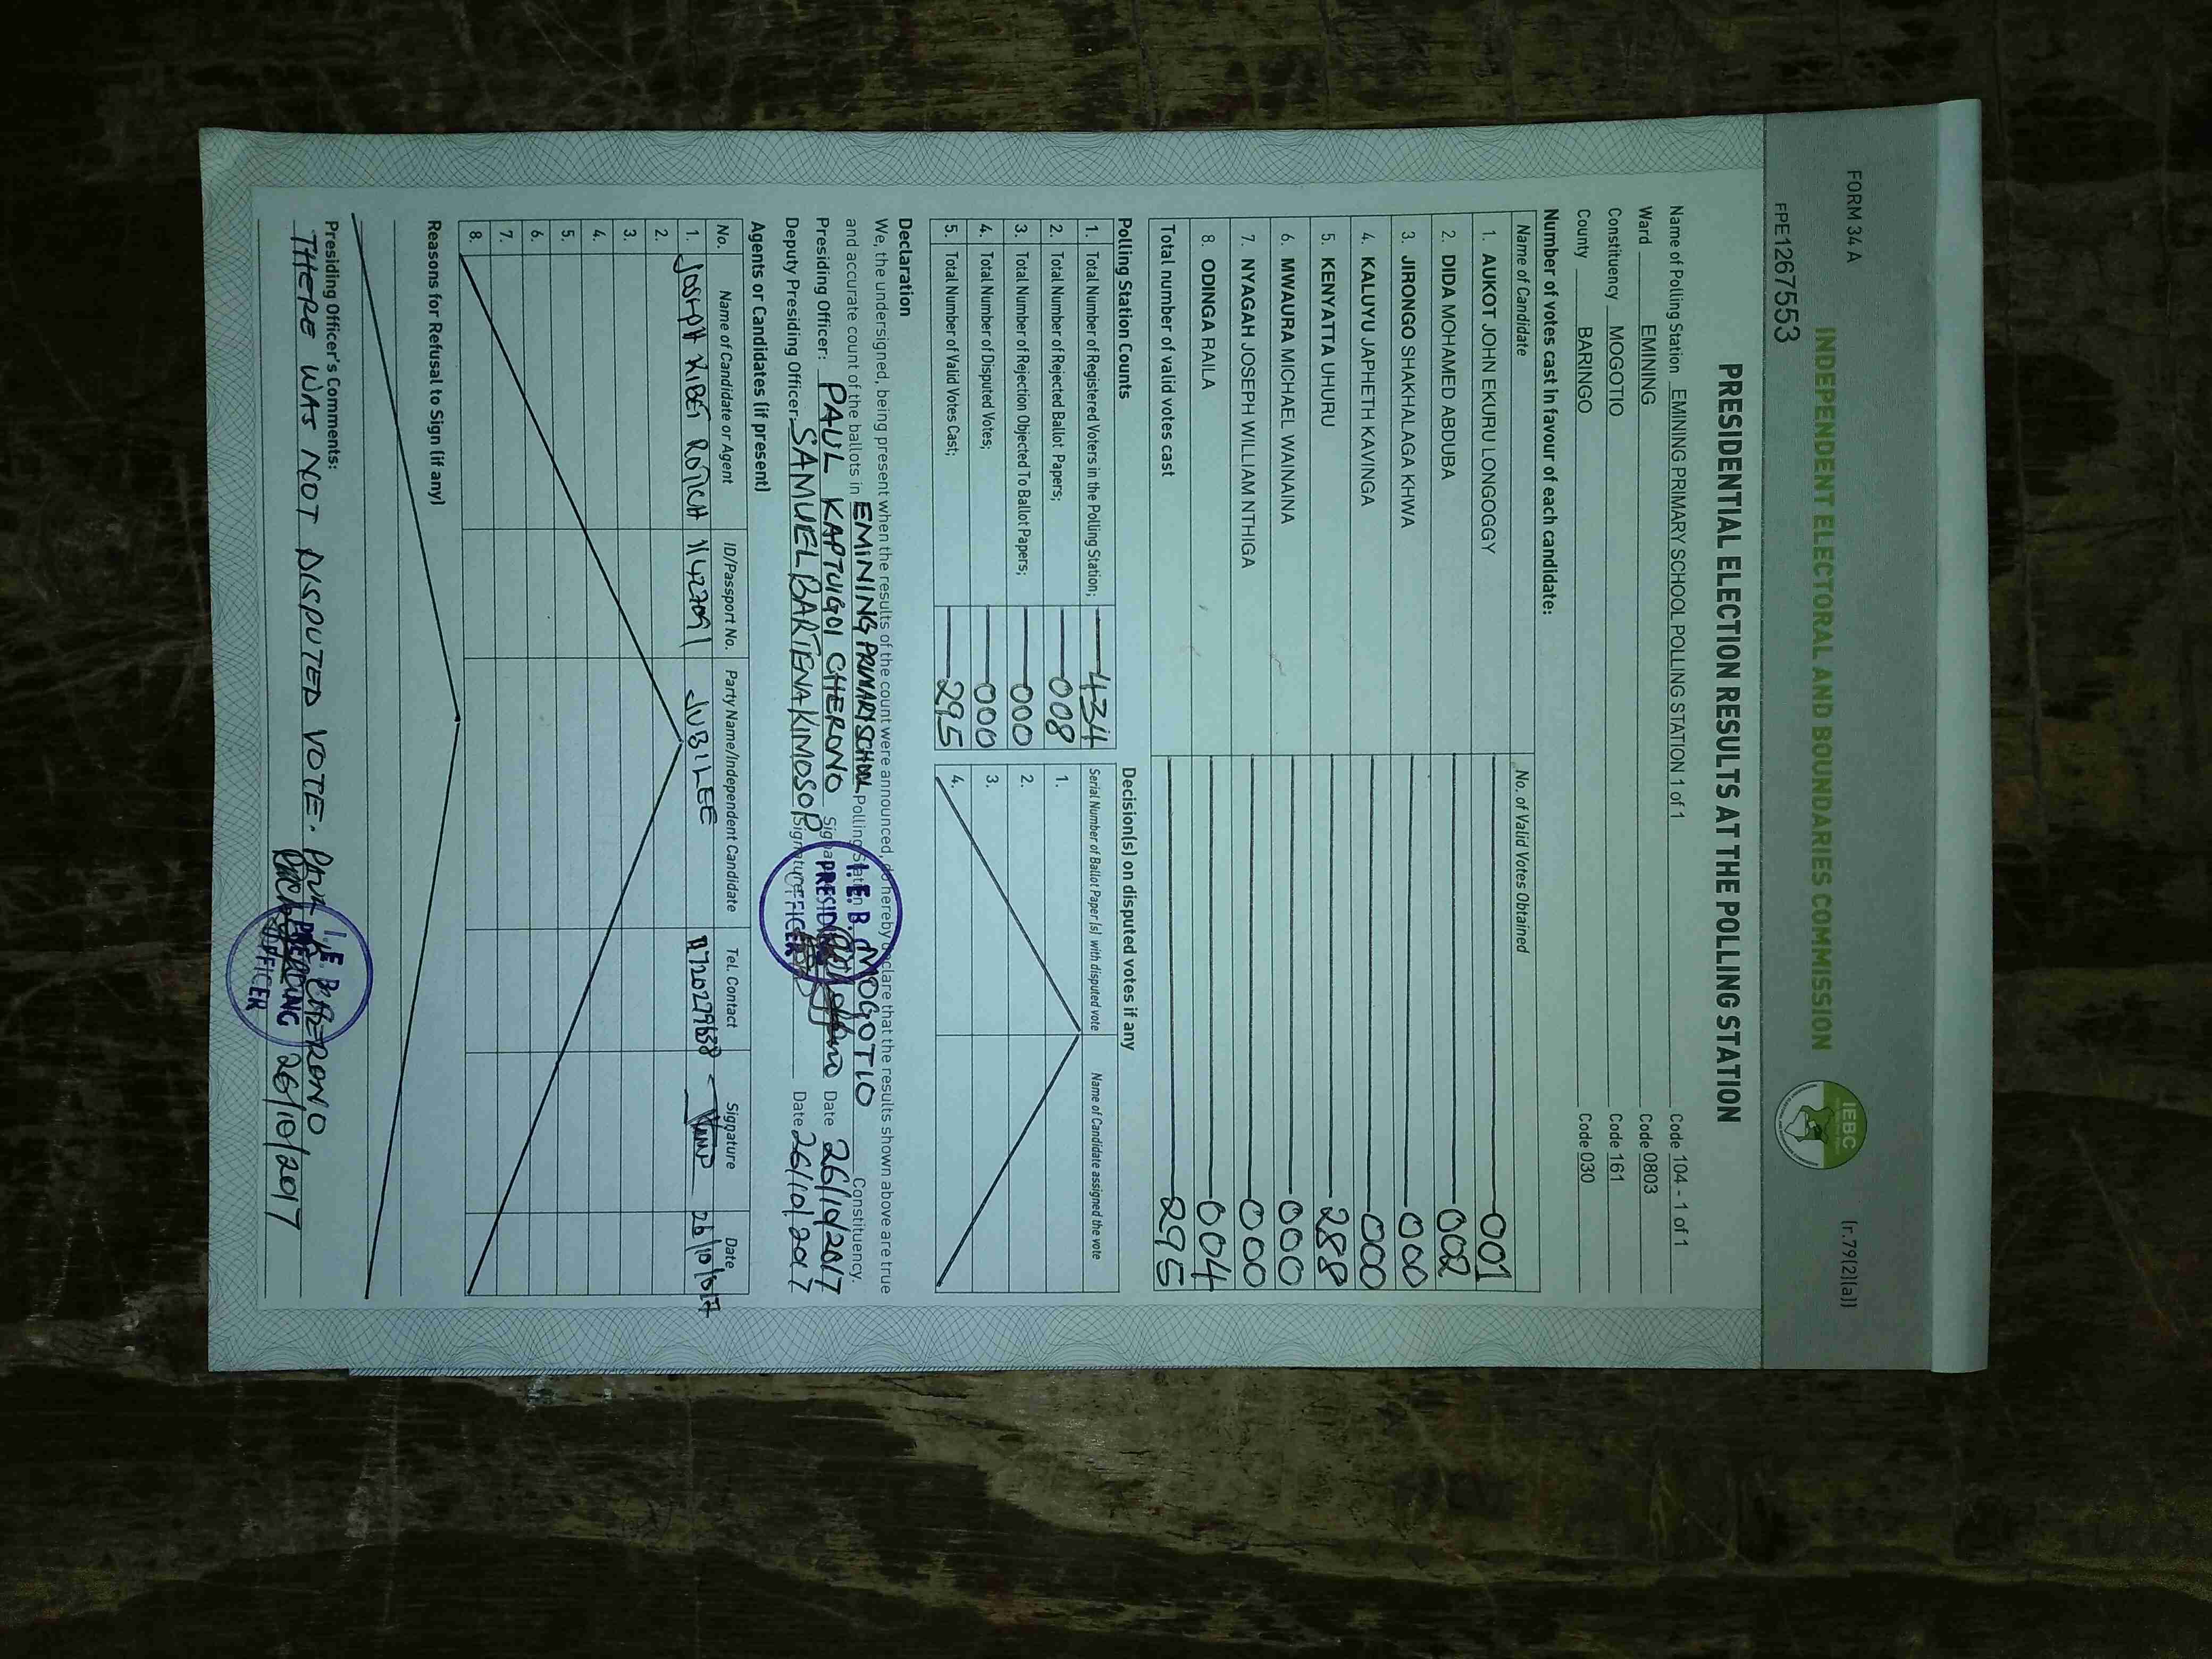 FORM 34 A
(r.79(2)(a))
INDEPENDENT ELECTORAL AND BOUNDARIES COMMISSION
IEBC
FPE1267553
PRESIDENTIAL ELECTION RESULTS AT THE POLLING STATION
Name of Polling Station EMINING PRIMARY SCHOOL POLLING STATION 1 of 1 Code 104 - 1 of 1
Ward EMINING Code 0803
Constituency MOGOTIO Code 161
County BARINGO Code 030
Number of votes cast in favour of each candidate:
Name of Candidate No. of Valid Votes Obtained
1. AUKOT JOHN EKURU LONGOGGY 001
2. DIDA MOHAMED ABDUBA 002
3. JIRONGO SHAKHALAGA KHWA 000
4. KALUYU JAPHETH KAVINGA 000
5. KENYATTA UHURU 288
6. MWAURA MICHAEL WAINAINA 000
7. NYAGAH JOSEPH WILLIAM NTHIGA 000
8. ODINGA RAILA 004
Total number of valid votes cast 295
Polling Station Counts
1. Total Number of Registered Voters in the Polling Station; 434
2. Total Number of Rejected Ballot Papers; 008
3. Total Number of Rejection Objected To Ballot Papers; 000
4. Total Number of Disputed Votes; 000
5. Total Number of Valid Votes Cast; 295
Decision(s) on disputed votes if any
Serial Number of Ballot Paper (s) with disputed vote Name of Candidate assigned the vote
1.
2.
3.
4.
Declaration
We, the undersigned, being present when the results of the count were announced, do hereby declare that the results shown above are true
and accurate count of the ballots in EMINING PRIMARY SCHOOL Polling Station MOGOTIO Constituency.
Presiding Officer: PAUL KAPTUIGOI CHERONO Signature Date 26/10/2017
Deputy Presiding Officer: SAMUEL BARTENA KIMOSOP Signature Date 26/10/2017
I. E. B. C
PRESIDING
OFFICER
Agents or Candidates (if present)
No. Name of Candidate or Agent ID/Passport No. Party Name/Independent Candidate Tel. Contact Signature Date
1. JOSEPH KIBET ROTICH 11427091 JUBILEE 0720279638 26/10/017
2.
3.
4.
5.
6.
7.
8.
Reasons for Refusal to Sign (if any)
Presiding Officer's Comments:
THERE WAS NOT DISPUTED VOTE. PAUL K. CHERONO
26/10/2017
I. E. B. C
PRESIDING
OFFICER